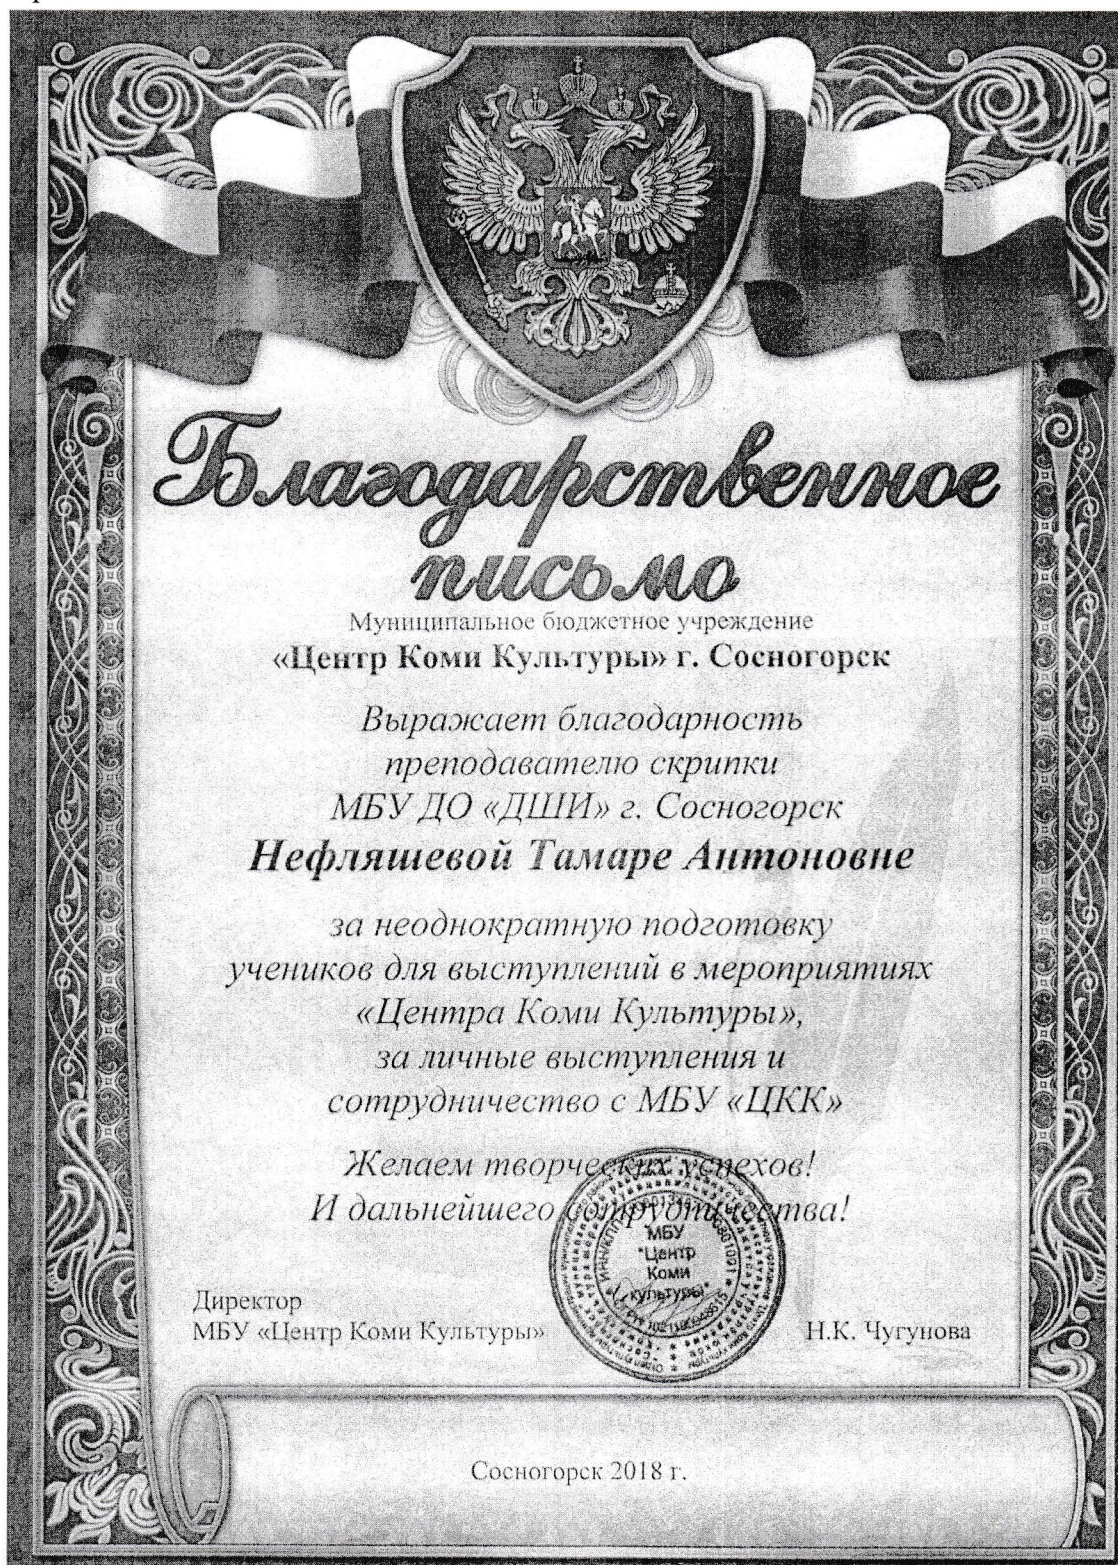 Благодарственное
письмо
Муниципальное бюджетное учреждение
«Центр Коми Культуры» г. Сосногорск
Выражает благодарность
преподавателю скрипки
МБУ ДО «ДШИ» г. Сосногорск
Нефляшевой Тамаре Антоновне
за неоднократную подготовку
учеников для выступлений в мероприятиях
«Центра Коми Культуры»,
за личные выступления и
сотрудничество с МБУ «ЦКК»
Желаем творческих успехов!
И дальнейшего сотрудничества!
МБУ
"Центр
Коми
культуры"
Директор
МБУ «Центр Коми Культуры»
Н.К. Чугунова
Сосногорск 2018 г.